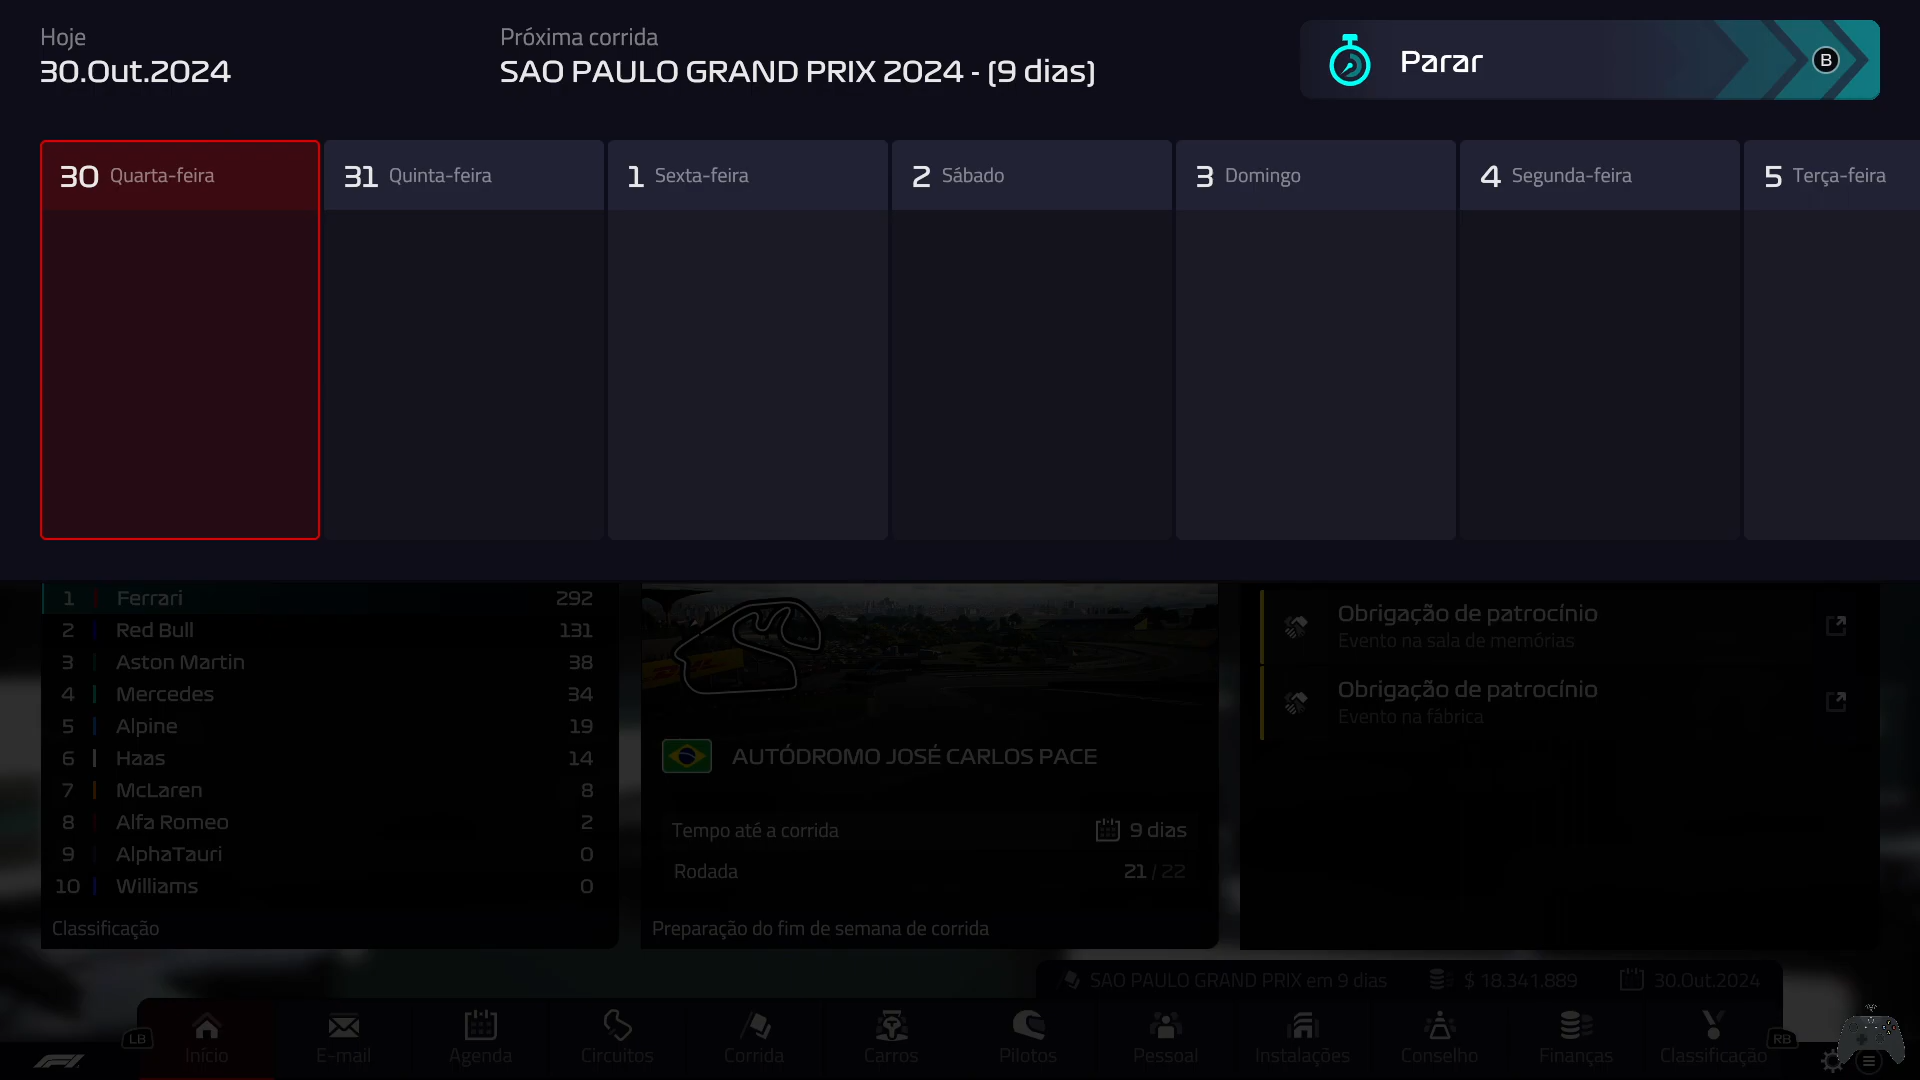 Hoje
30.Out.2024
Próxima corrida
SAO PAULO GRAND PRIX 2024 - (9 dias)
Parar
B
30 Quarta-feira
31 Quinta-feira
1 Sexta-feira
2 Sábado
3 Domingo
4 Segunda-feira
5 Terça-feira
1 Ferrari 292
2 Red Bull 131
3 Aston Martin 38
4 Mercedes 34
5 Alpine 19
6 Haas 14
7 McLaren 8
8 Alfa Romeo 2
9 AlphaTauri 0
10 Williams 0
Classificação
AUTÓDROMO JOSÉ CARLOS PACE
Tempo até a corrida 9 dias
Rodada 21 / 22
Preparação do fim de semana de corrida
Obrigação de patrocínio
Evento na sala de memórias
Obrigação de patrocínio
Evento na fábrica
SAO PAULO GRAND PRIX em 9 dias $ 18.341.889 30.Out.2024
LB
Início
E-mail
Agenda
Circuitos
Corrida
Carros
Pilotos
Pessoal
Instalações
Conselho
Finanças
Classificação
RB